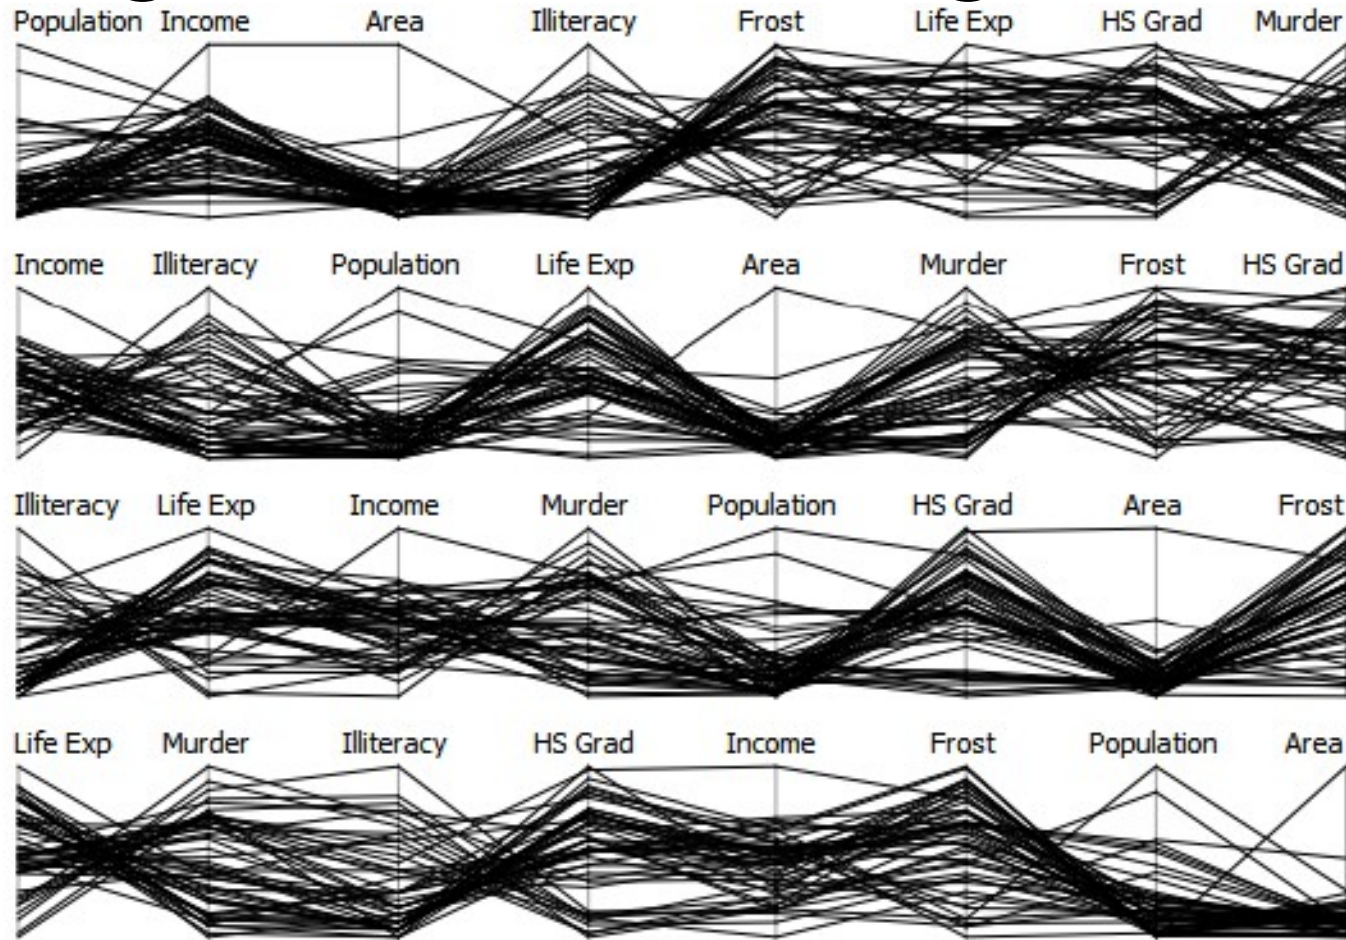 Population Income Area Illiteracy Frost Life Exp HS Grad Murder
Income Illiteracy Population Life Exp Area Murder Frost HS Grad
Illiteracy Life Exp Income Murder Population HS Grad Area Frost
Life Exp Murder Illiteracy HS Grad Income Frost Population Area